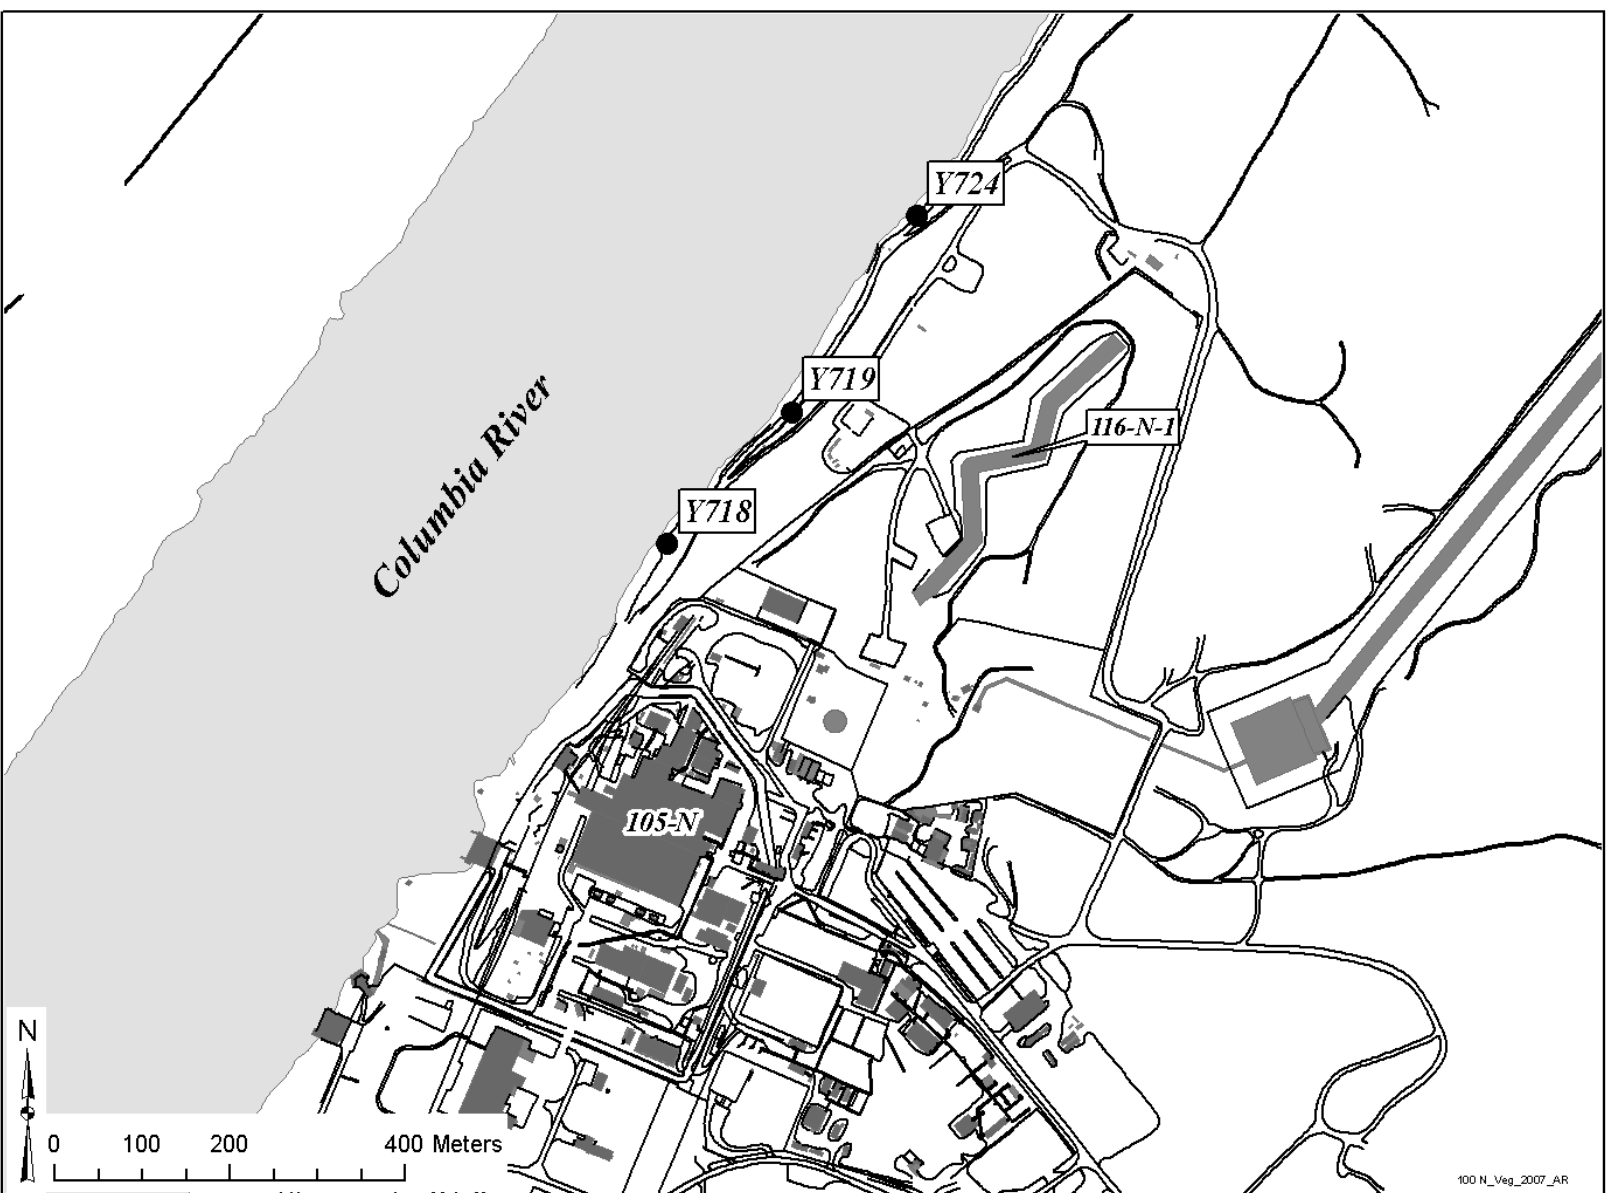 Y724
Y719
116-N-1
Columbia River
Y718
105-N
N
0 100 200 400 Meters
100 N_Veg_2007_AR